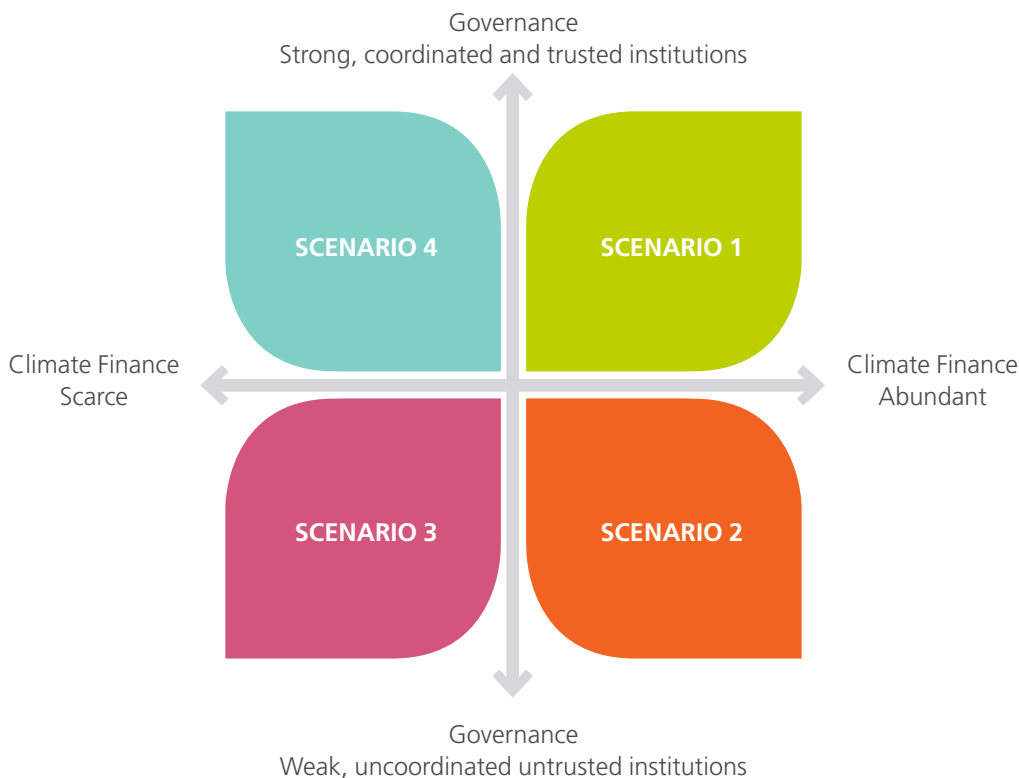 Governance
Strong, coordinated and trusted institutions
SCENARIO 4
SCENARIO 1
Climate Finance
Scarce
Climate Finance
Abundant
SCENARIO 3
SCENARIO 2
Governance
Weak, uncoordinated untrusted institutions